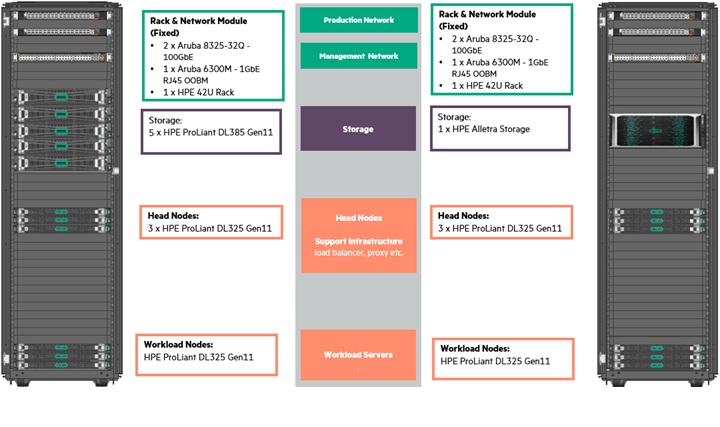 Rack & Network Module
(Fixed)
• 2 x Aruba 8325-32Q -
100GbE
• 1 x Aruba 6300M - 1GbE
RJ45 OOBM
• 1 x HPE 42U Rack
Storage:
5 x HPE ProLiant DL385 Gen11
Head Nodes:
3 x HPE ProLiant DL325 Gen11
Workload Nodes:
HPE ProLiant DL325 Gen11
Production Network
Management Network
Storage
Head Nodes
Support Infrastructure
load balancer, proxy etc.
Workload Servers
Rack & Network Module
(Fixed)
• 2 x Aruba 8325-32Q -
100GbE
• 1 x Aruba 6300M - 1GbE
RJ45 OOBM
• 1 x HPE 42U Rack
Storage:
1 x HPE Alletra Storage
Head Nodes:
3 x HPE ProLiant DL325 Gen11
Workload Nodes:
HPE ProLiant DL325 Gen11